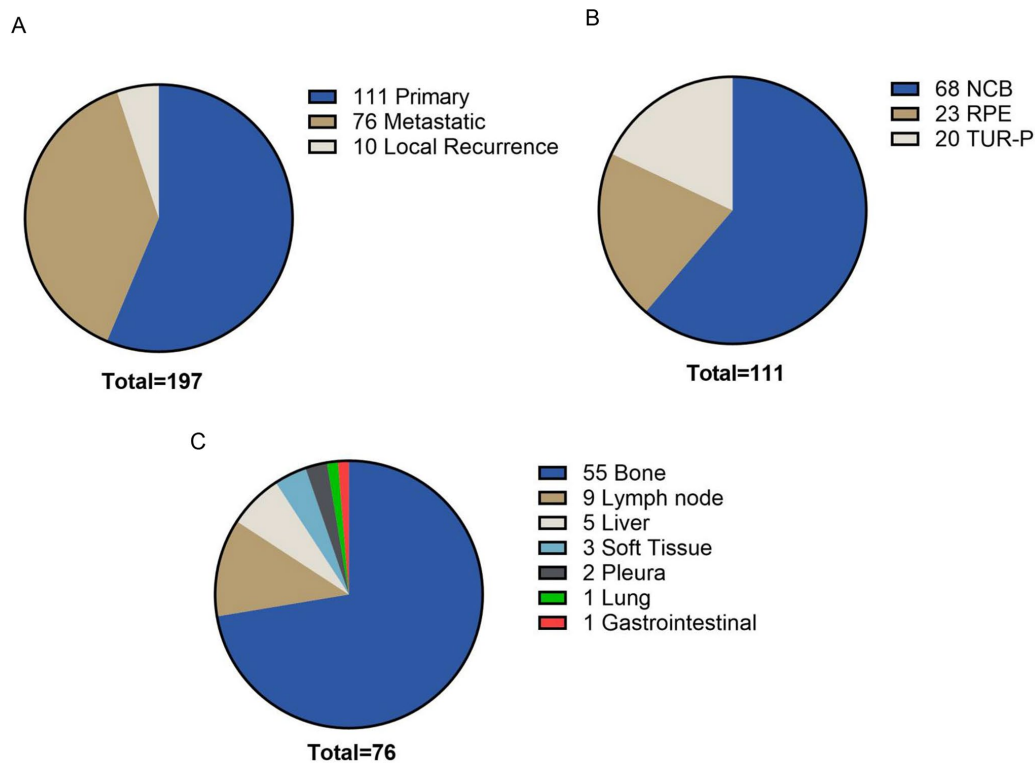 A
111 Primary
76 Metastatic
10 Local Recurrence
Total=197
B
68 NCB
23 RPE
20 TUR-P
Total=111
C
55 Bone
9 Lymph node
5 Liver
3 Soft Tissue
2 Pleura
1 Lung
1 Gastrointestinal
Total=76